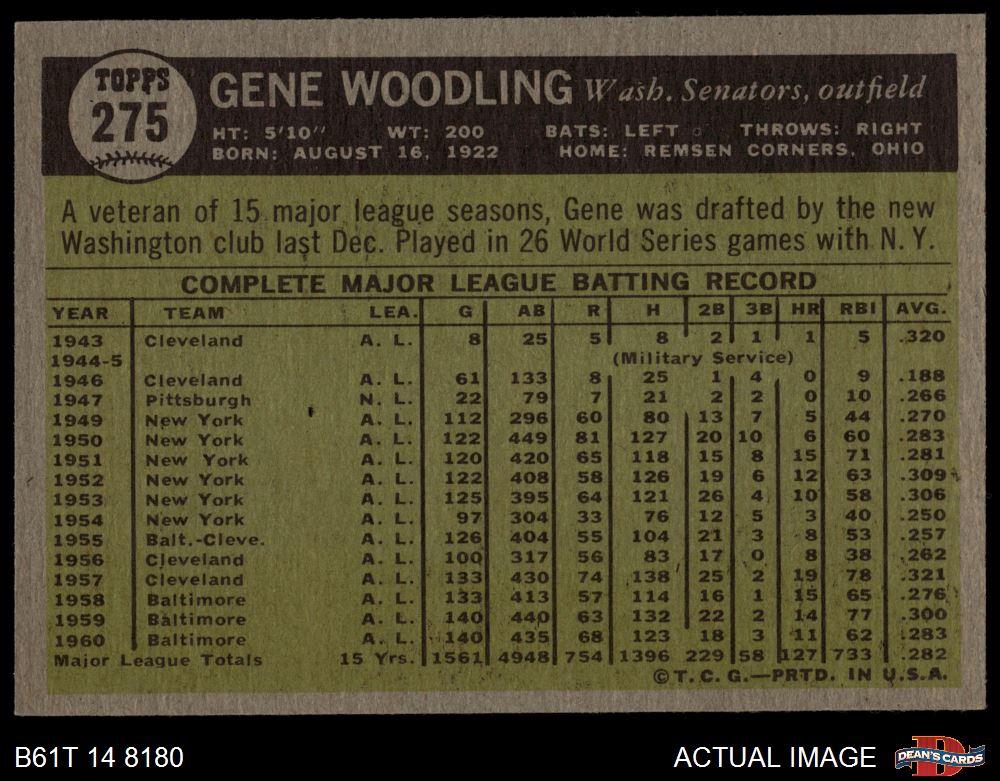 TOPPS
275
GENE WOODLING Wash. Senators, outfield
HT: 5'10" WT: 200 BATS: LEFT THROWS: RIGHT
BORN: AUGUST 16, 1922 HOME: REMSEN CORNERS, OHIO
A veteran of 15 major league seasons, Gene was drafted by the new
Washington club last Dec. Played in 26 World Series games with N. Y.
COMPLETE MAJOR LEAGUE BATTING RECORD
YEAR TEAM LEA. G AB R H 2B 3B HR RBI AVG.
1943 Cleveland A. L. 8 25 5 8 2 1 1 5 .320
1944-5 (Military Service)
1946 Cleveland A. L. 61 133 8 25 1 4 0 9 .188
1947 Pittsburgh N. L. 22 79 7 21 2 2 0 10 .266
1949 New York A. L. 112 296 60 80 13 7 5 44 .270
1950 New York A. L. 122 449 81 127 20 10 6 60 .283
1951 New York A. L. 120 420 65 118 15 8 15 71 .281
1952 New York A. L. 122 408 58 126 19 6 12 63 .309
1953 New York A. L. 125 395 64 121 26 4 10 58 .306
1954 New York A. L. 97 304 33 76 12 5 3 40 .250
1955 Balt.-Cleve. A. L. 126 404 55 104 21 3 8 53 .257
1956 Cleveland A. L. 100 317 56 83 17 0 8 38 .262
1957 Cleveland A. L. 133 430 74 138 25 2 19 78 .321
1958 Baltimore A. L. 133 413 57 114 16 1 15 65 .276
1959 Baltimore A. L. 140 440 63 132 22 2 14 77 .300
1960 Baltimore A. L. 140 435 68 123 18 3 11 62 .283
Major League Totals 15 Yrs. 1561 4948 754 1396 229 58 127 733 .282
© T. C. G.—PRTD. IN U.S.A.
B61T 14 8180 ACTUAL IMAGE DEAN'S CARDS